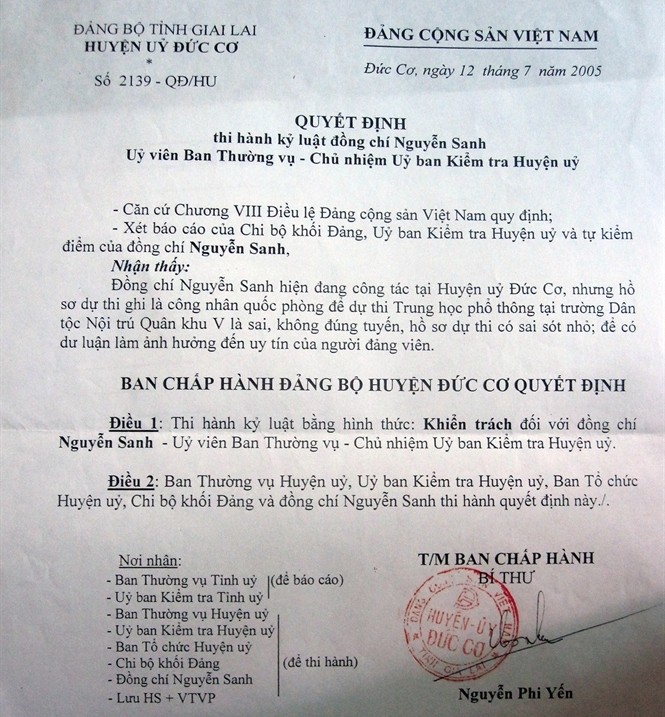 ĐẢNG BỘ TỈNH GIAI LAI
HUYỆN UỶ ĐỨC CƠ
*
Số 2139 - QĐ/HU
ĐẢNG CỘNG SẢN VIỆT NAM
Đức Cơ, ngày 12 tháng 7 năm 2005
QUYẾT ĐỊNH
thi hành kỷ luật đồng chí Nguyễn Sanh
Uỷ viên Ban Thường vụ - Chủ nhiệm Uỷ ban Kiểm tra Huyện uỷ
- Căn cứ Chương VIII Điều lệ Đảng cộng sản Việt Nam quy định;
- Xét báo cáo của Chi bộ khối Đảng, Uỷ ban Kiểm tra Huyện uỷ và tự kiểm
điểm của đồng chí Nguyễn Sanh,
Nhận thấy:
Đồng chí Nguyễn Sanh hiện đang công tác tại Huyện uỷ Đức Cơ, nhưng hồ
sơ dự thi ghi là công nhân quốc phòng để dự thi Trung học phổ thông tại trường Dân
tộc Nội trú Quân khu V là sai, không đúng tuyến, hồ sơ dự thi có sai sót nhỏ; để có
dư luận làm ảnh hưởng đến uy tín của người đảng viên.
BAN CHẤP HÀNH ĐẢNG BỘ HUYỆN ĐỨC CƠ QUYẾT ĐỊNH
Điều 1: Thi hành kỷ luật bằng hình thức: Khiển trách đối với đồng chí
Nguyễn Sanh - Uỷ viên Ban Thường vụ - Chủ nhiệm Uỷ ban Kiểm tra Huyện uỷ.
Điều 2: Ban Thường vụ Huyện uỷ, Uỷ ban Kiểm tra Huyện uỷ, Ban Tổ chức
Huyện uỷ, Chi bộ khối Đảng và đồng chí Nguyễn Sanh thi hành quyết định này./.
Nơi nhận:
- Ban Thường vụ Tỉnh uỷ (để báo cáo)
- Uỷ ban Kiểm tra Tỉnh uỷ
- Ban Thường vụ Huyện uỷ
- Uỷ ban Kiểm tra Huyện uỷ
- Ban Tổ chức Huyện uỷ
- Chi bộ khối Đảng (để thi hành)
- Đồng chí Nguyễn Sanh
- Lưu HS + VTVP
T/M BAN CHẤP HÀNH
BÍ THƯ
ĐẢNG CỘNG SẢN VIỆT NAM
HUYỆN-ỦY
ĐỨC CƠ
TỈNH GIA LAI
Nguyễn Phi Yến